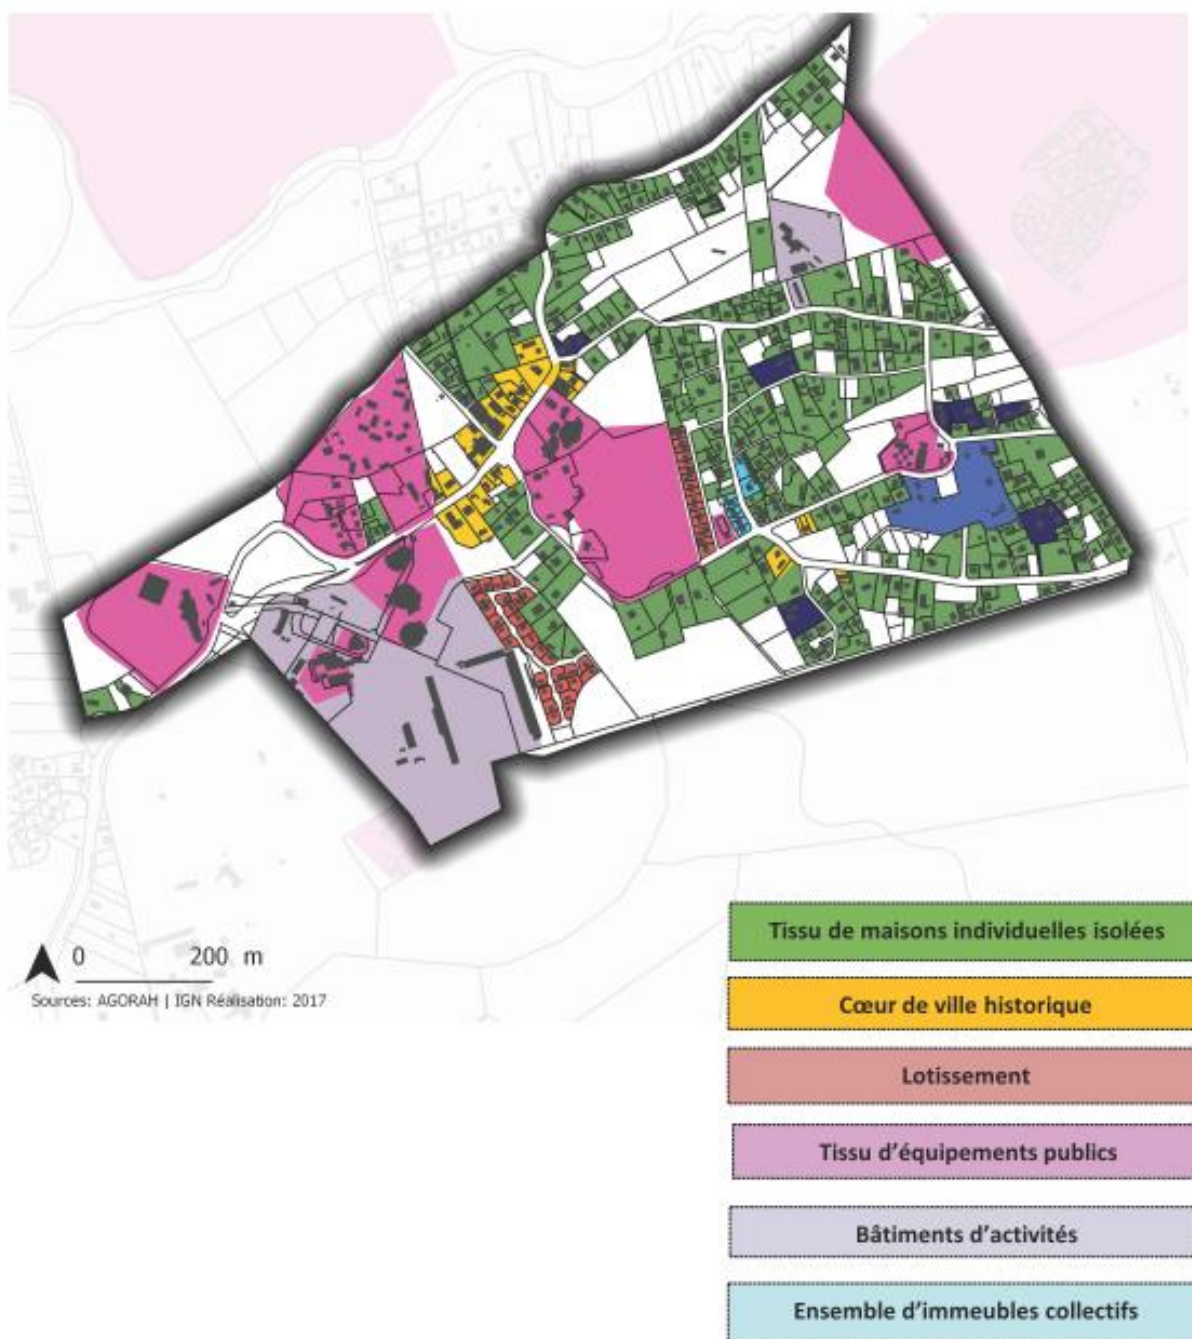 0 200 m
Sources: AGORAH | IGN Réalisation: 2017
Tissu de maisons individuelles isolées
Cœur de ville historique
Lotissement
Tissu d’équipements publics
Bâtiments d’activités
Ensemble d’immeubles collectifs